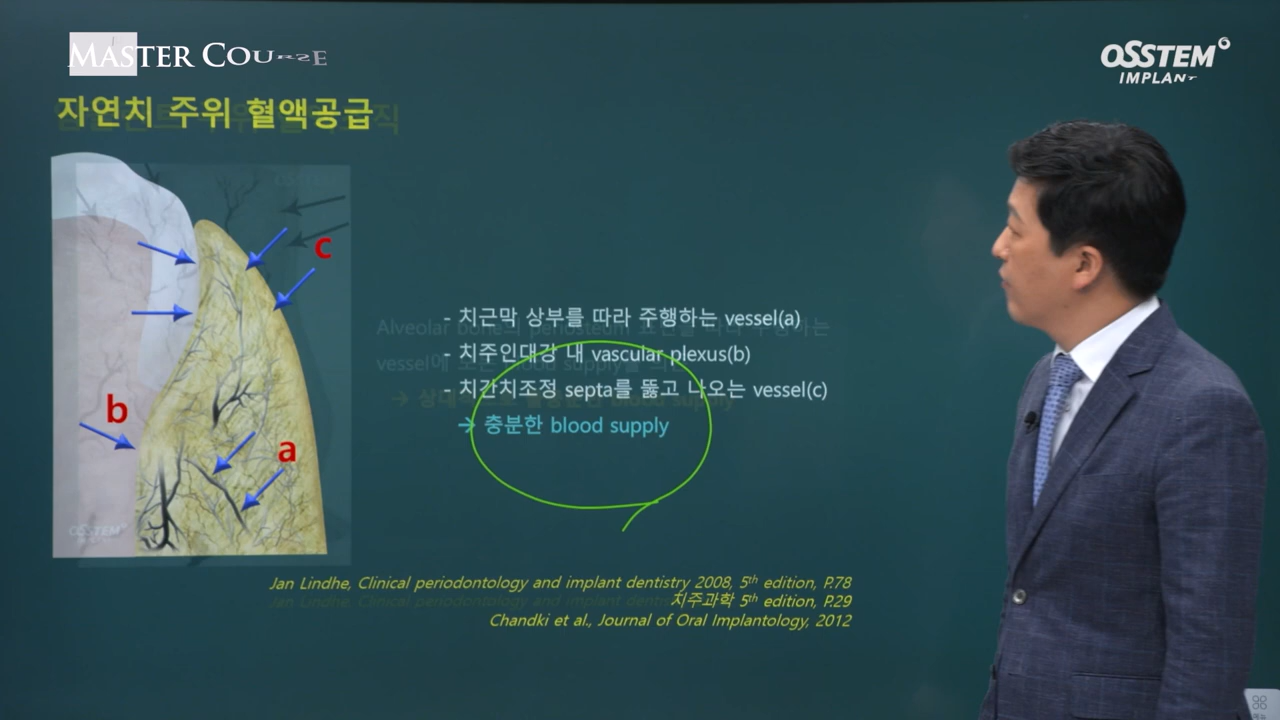 MASTER COURSE
OSSTEM
IMPLANT
자연치 주위 혈액공급
c
b
a
- 치근막 상부를 따라 주행하는 vessel(a)
- 치주인대강 내 vascular plexus(b)
- 치간치조정 septa를 뚫고 나오는 vessel(c)
→ 충분한 blood supply
OSSTEM
IMPLANT
Jan Lindhe, Clinical periodontology and implant dentistry 2008, 5th edition, P.78
치주과학 5th edition, P.29
Chandki et al., Journal of Oral Implantology, 2012